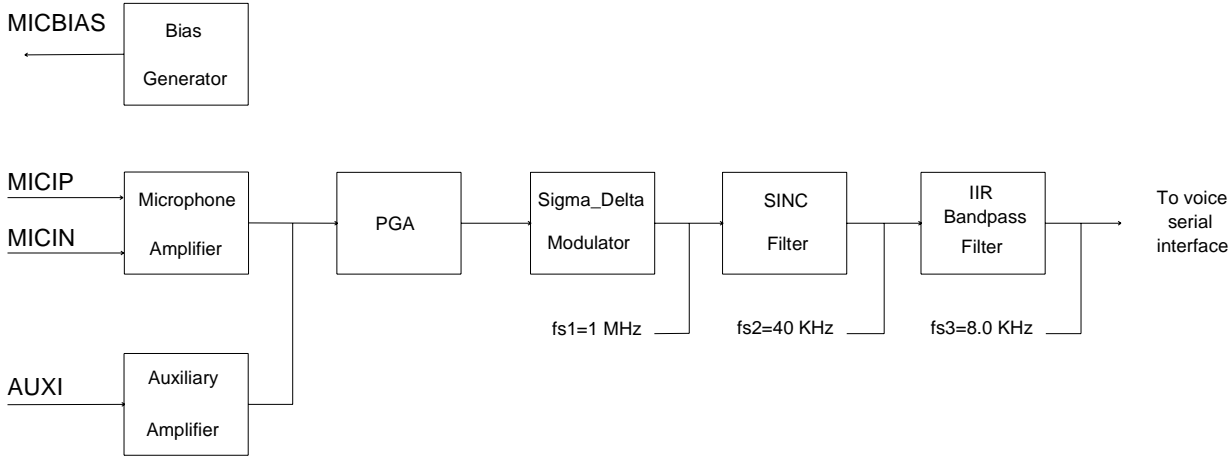 MICBIAS
Bias
Generator
MICIP
MICIN
Microphone
Amplifier
PGA
Sigma_Delta
Modulator
SINC
Filter
IIR
Bandpass
Filter
To voice
serial
interface
fs1=1 MHz
fs2=40 KHz
fs3=8.0 KHz
AUXI
Auxiliary
Amplifier